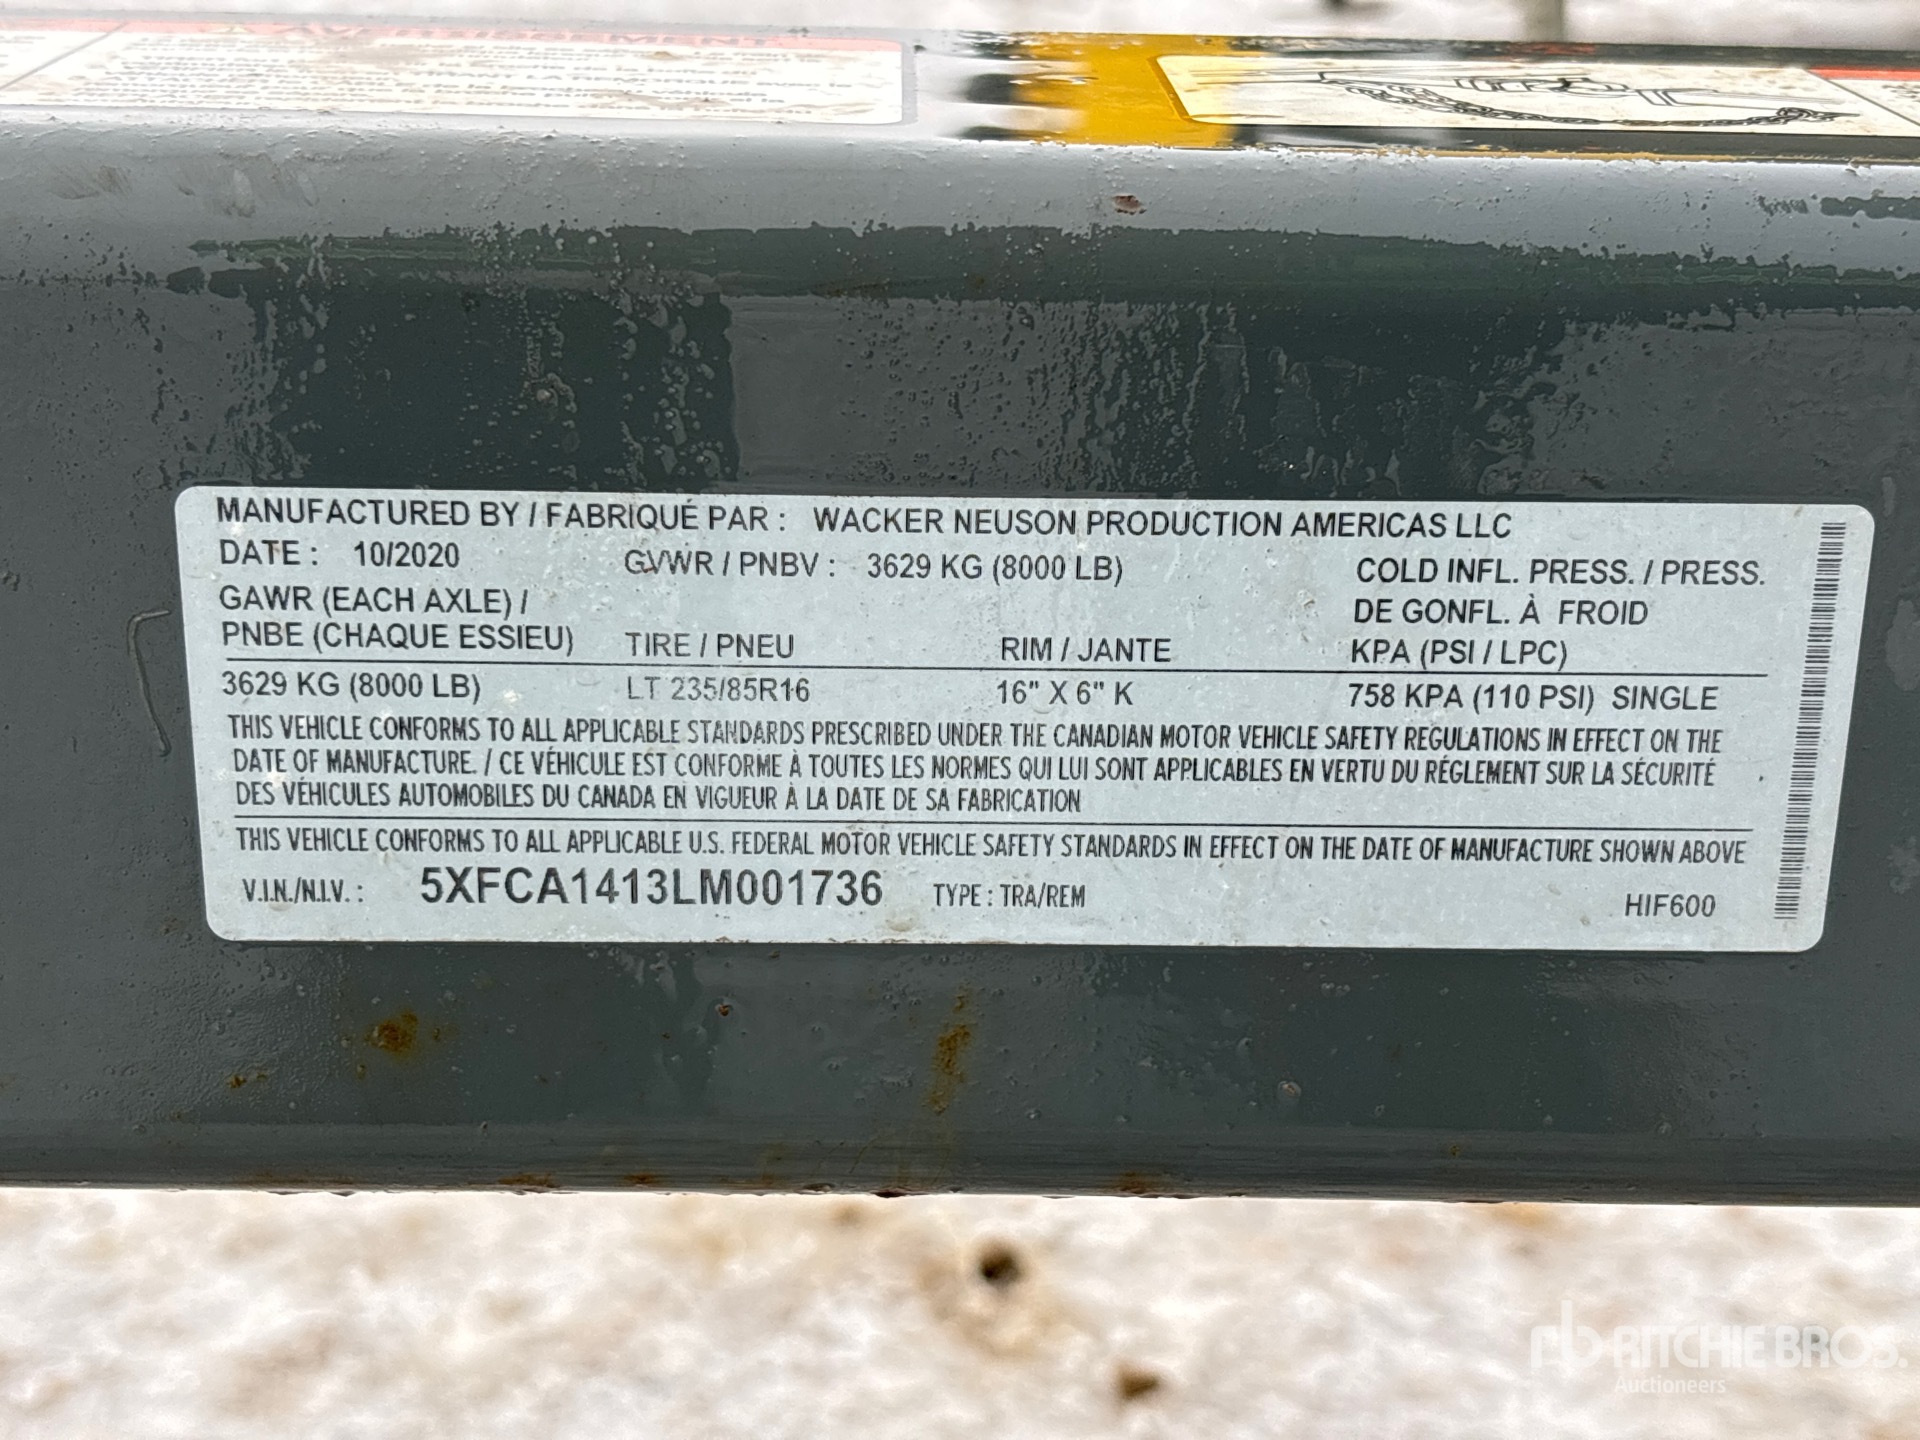 AVERTISSEMENT
MANUFACTURED BY / FABRIQUÉ PAR : WACKER NEUSON PRODUCTION AMERICAS LLC
DATE : 10/2020 GVWR / PNBV : 3629 KG (8000 LB) COLD INFL. PRESS. / PRESS.
GAWR (EACH AXLE) / DE GONFL. À FROID
PNBE (CHAQUE ESSIEU) TIRE / PNEU RIM / JANTE KPA (PSI / LPC)
3629 KG (8000 LB) LT 235/85R16 16" X 6" K 758 KPA (110 PSI) SINGLE
THIS VEHICLE CONFORMS TO ALL APPLICABLE STANDARDS PRESCRIBED UNDER THE CANADIAN MOTOR VEHICLE SAFETY REGULATIONS IN EFFECT ON THE
DATE OF MANUFACTURE. / CE VÉHICULE EST CONFORME À TOUTES LES NORMES QUI LUI SONT APPLICABLES EN VERTU DU RÉGLEMENT SUR LA SÉCURITÉ
DES VÉHICULES AUTOMOBILES DU CANADA EN VIGUEUR À LA DATE DE SA FABRICATION
THIS VEHICLE CONFORMS TO ALL APPLICABLE U.S. FEDERAL MOTOR VEHICLE SAFETY STANDARDS IN EFFECT ON THE DATE OF MANUFACTURE SHOWN ABOVE
V.I.N./N.I.V. : 5XFCA1413LM001736 TYPE : TRA/REM HIF600
rb RITCHIE BROS.
Auctioneers